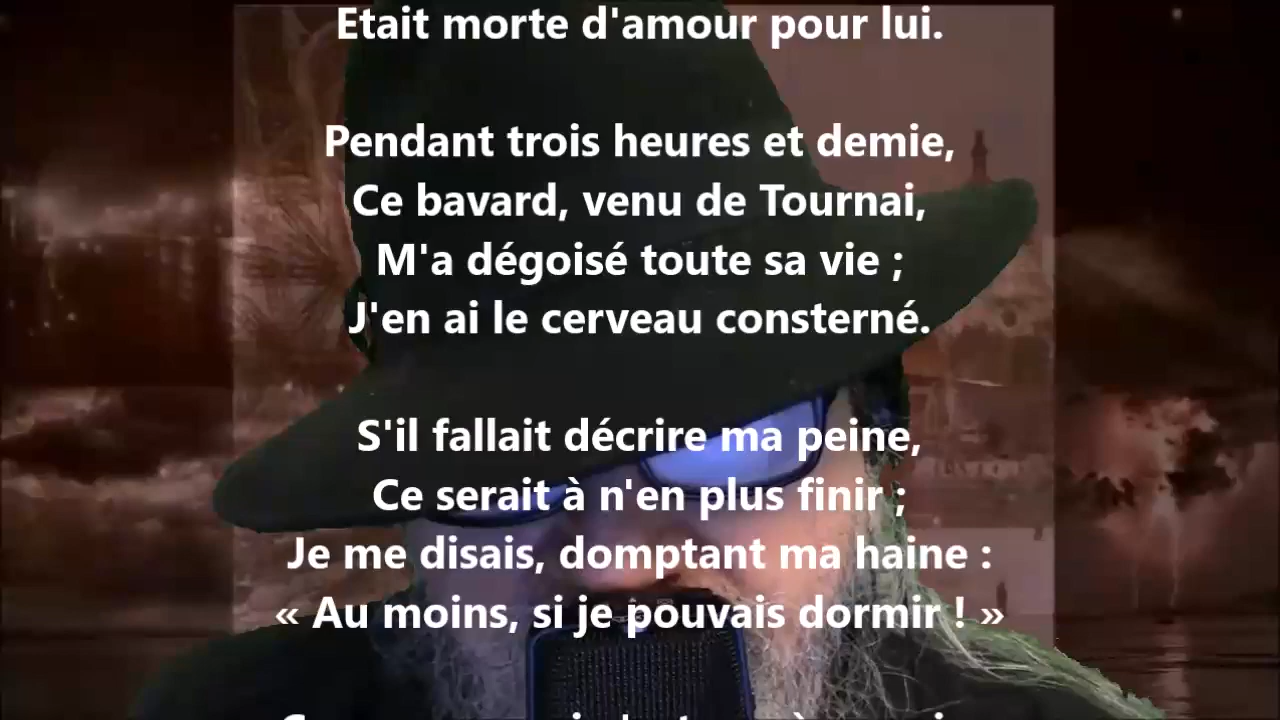 Etait morte d'amour pour lui.
Pendant trois heures et demie,
Ce bavard, venu de Tournai,
M'a dégoisé toute sa vie ;
J'en ai le cerveau consterné.
S'il fallait décrire ma peine,
Ce serait à n'en plus finir ;
Je me disais, domptant ma haine :
« Au moins, si je pouvais dormir ! »